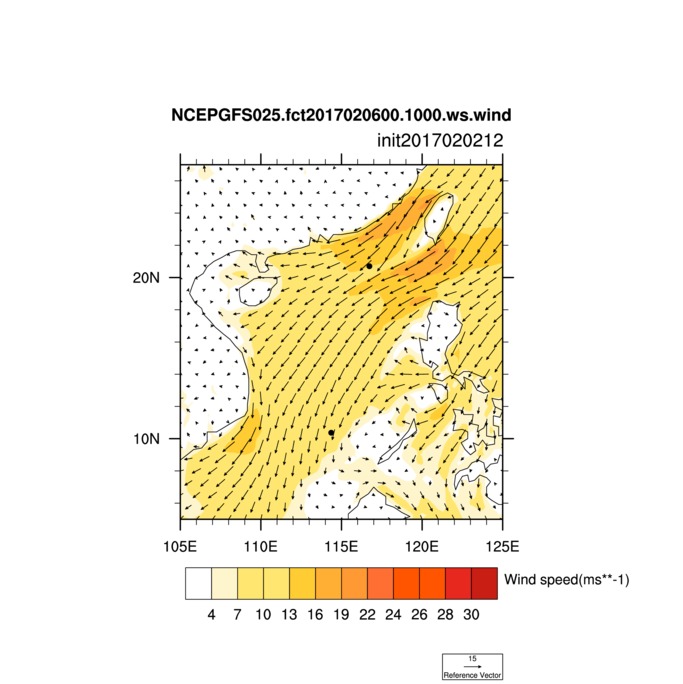 NCEPGFS025.fct2017020600.1000.ws.wind
init2017020212
20N
10N
105E 110E 115E 120E 125E
4 7 10 13 16 19 22 24 26 28 30
Wind speed(ms**-1)
15
Reference Vector